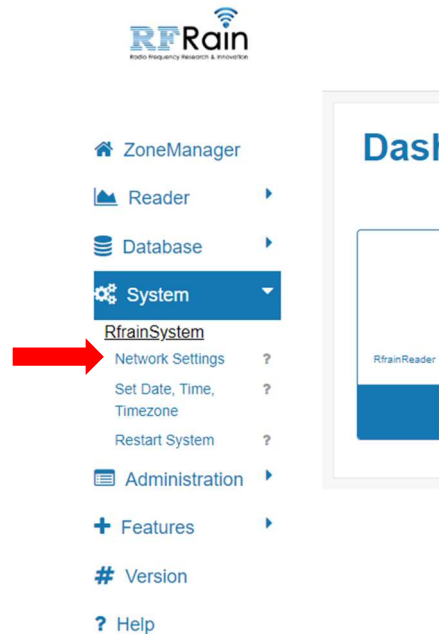 RFRain
Radio Frequency Research & Innovation
ZoneManager
Reader
Database
System
RfrainSystem
Network Settings ?
Set Date, Time, ?
Timezone
Restart System ?
Administration
+ Features
# Version
? Help
Dash
RfrainReader